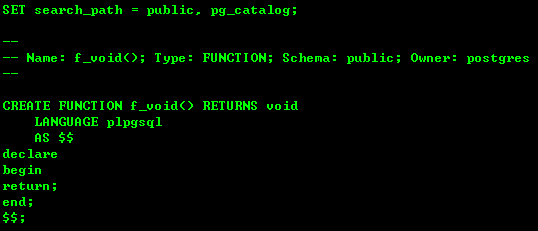 SET search_path = public, pg_catalog;
--
-- Name: f_void(); Type: FUNCTION; Schema: public; Owner: postgres
--
CREATE FUNCTION f_void() RETURNS void
    LANGUAGE plpgsql
    AS $$
declare
begin
return;
end;
$$;